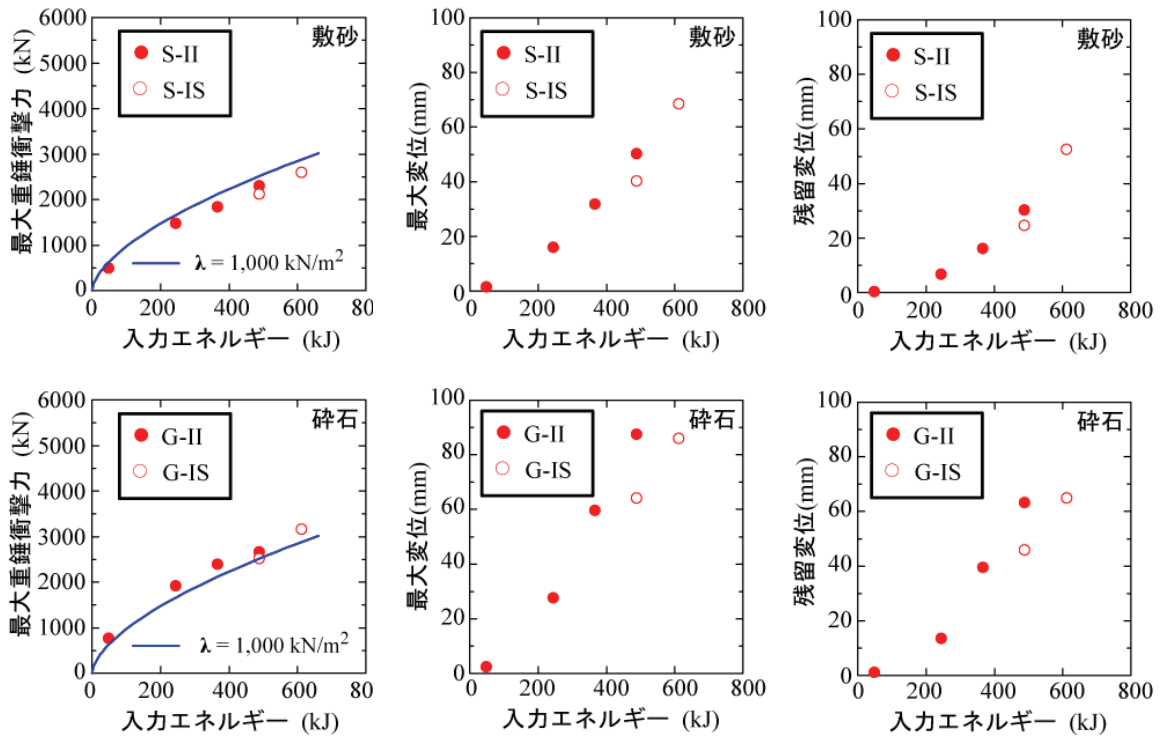 最大重錘衝撃力 (kN)
6000
5000
4000
3000
2000
1000
0
敷砂
S-II
S-IS
λ = 1,000 kN/m2
0 200 400 600 80
入力エネルギー (kJ)
最大変位(mm)
100
80
60
40
20
0
敷砂
S-II
S-IS
0 200 400 600 800
入力エネルギー (kJ)
残留変位(mm)
100
80
60
40
20
0
敷砂
S-II
S-IS
0 200 400 600 800
入力エネルギー (kJ)
最大重錘衝撃力 (kN)
6000
5000
4000
3000
2000
1000
0
砕石
G-II
G-IS
λ = 1,000 kN/m2
0 200 400 600 80
入力エネルギー (kJ)
最大変位(mm)
100
80
60
40
20
0
砕石
G-II
G-IS
0 200 400 600 800
入力エネルギー (kJ)
残留変位(mm)
100
80
60
40
20
0
砕石
G-II
G-IS
0 200 400 600 800
入力エネルギー (kJ)